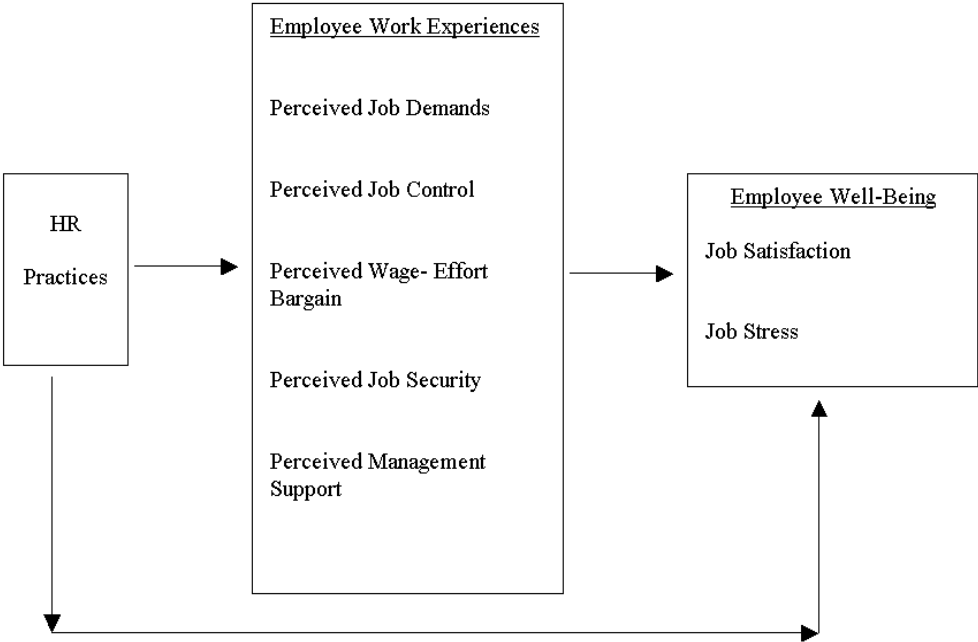 HR
Practices
Employee Work Experiences
Perceived Job Demands
Perceived Job Control
Perceived Wage- Effort
Bargain
Perceived Job Security
Perceived Management
Support
Employee Well-Being
Job Satisfaction
Job Stress